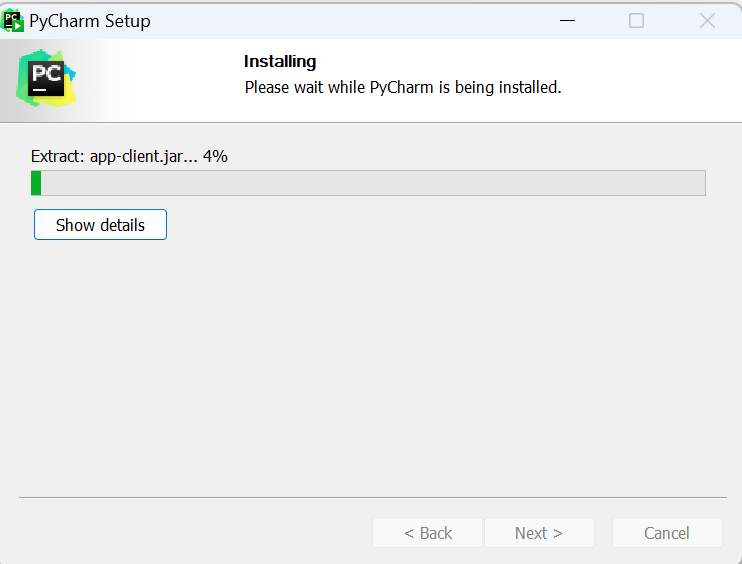 PyCharm Setup
PC
Installing
Please wait while PyCharm is being installed.
Extract: app-client.jar... 4%
Show details
< Back
Next >
Cancel